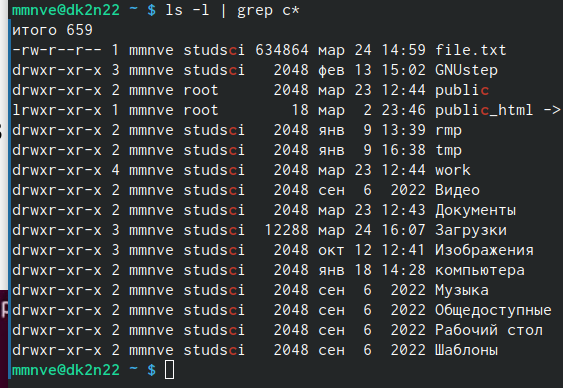 mmnve@dk2n22 ~ $ ls -l | grep c*
итого 659
-rw-r--r-- 1 mmnve studsci 634864 мар 24 14:59 file.txt
drwxr-xr-x 3 mmnve studsci   2048 фев 13 15:02 GNUstep
drwxr-xr-x 2 mmnve root      2048 мар 23 12:44 public
lrwxr-xr-x 1 mmnve root        18 мар  2 23:46 public_html ->
drwxr-xr-x 2 mmnve studsci   2048 янв  9 13:39 rmp
drwxr-xr-x 2 mmnve studsci   2048 янв  9 16:38 tmp
drwxr-xr-x 4 mmnve studsci   2048 мар 23 12:44 work
drwxr-xr-x 2 mmnve studsci   2048 сен  6  2022 Видео
drwxr-xr-x 2 mmnve studsci   2048 мар 23 12:43 Документы
drwxr-xr-x 3 mmnve studsci  12288 мар 24 16:07 Загрузки
drwxr-xr-x 3 mmnve studsci   2048 окт 12 12:41 Изображения
drwxr-xr-x 2 mmnve studsci   2048 янв 18 14:28 компьютера
drwxr-xr-x 2 mmnve studsci   2048 сен  6  2022 Музыка
drwxr-xr-x 2 mmnve studsci   2048 сен  6  2022 Общедоступные
drwxr-xr-x 2 mmnve studsci   2048 сен  6  2022 Рабочий стол
drwxr-xr-x 2 mmnve studsci   2048 сен  6  2022 Шаблоны
mmnve@dk2n22 ~ $